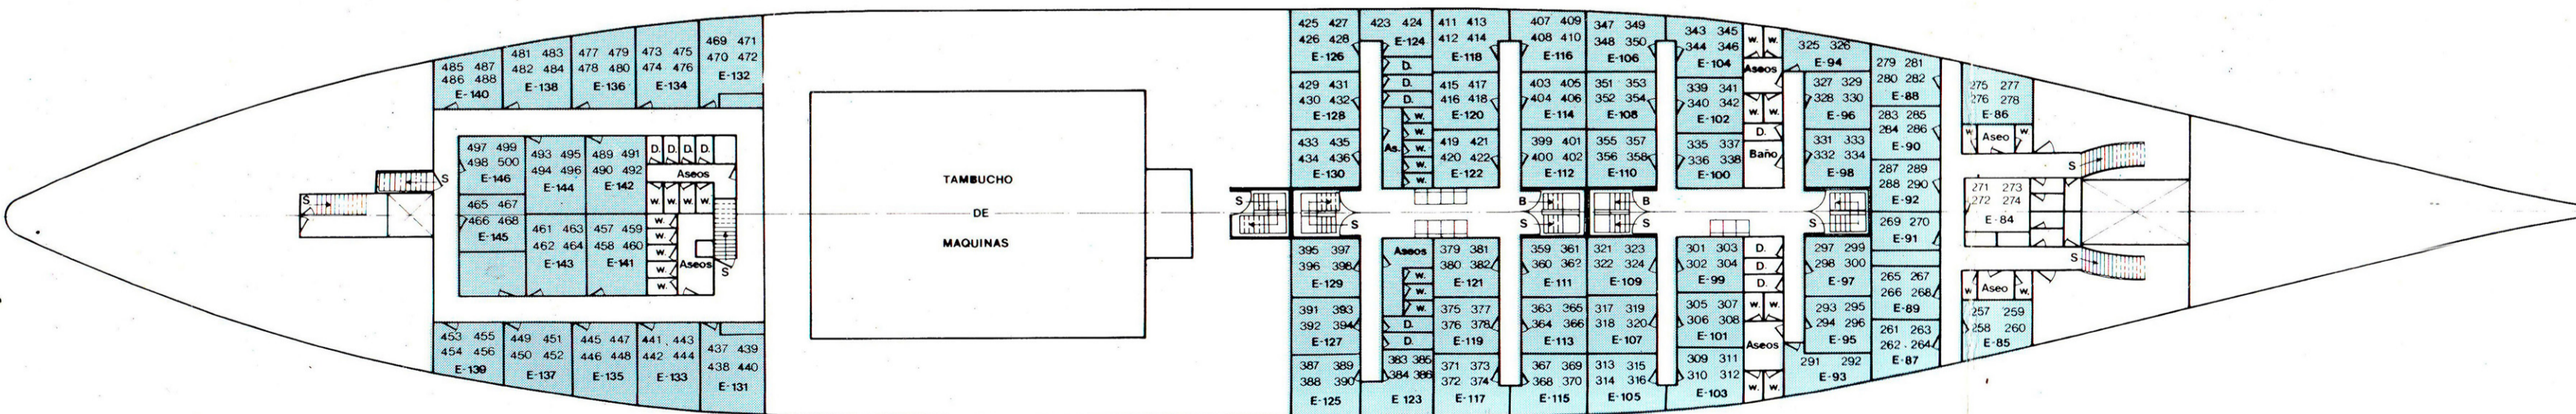 485 487
486 488
E-140
481 483
482 484
E-138
477 479
478 480
E-136
473 475
474 476
E-134
469 471
470 472
E-132
497 499
498 500
E-146
493 495
494 496
E-144
489 491
490 492
E-142
D. D. D. D.
Aseos
W. W. W. W.
465 467
466 468
E-145
461 463
462 464
E-143
457 459
458 460
E-141
W.
W.
W.
W.
W.
Aseos
S
S
S
453 455
454 456
E-139
449 451
450 452
E-137
445 447
446 448
E-135
441 443
442 444
E-133
437 439
438 440
E-131
TAMBUCHO
DE
MAQUINAS
425 427
426 428
E-126
429 431
430 432
E-128
433 435
434 436
E-130
423 424
E-124
D.
D.
D.
As.
W.
W.
W.
W.
W.
411 413
412 414
E-118
415 417
416 418
E-120
419 421
420 422
E-122
407 409
408 410
E-116
403 405
404 406
E-114
399 401
400 402
E-112
347 349
348 350
E-106
351 353
352 354
E-108
355 357
356 358
E-110
343 345
344 346
E-104
339 341
340 342
E-102
335 337
336 338
E-100
W. W.
Aseos
W. W.
D.
Baño
325 326
E-94
327 329
328 330
E-96
331 333
332 334
E-98
279 281
280 282
E-88
283 285
284 286
E-90
287 289
288 290
E-92
269 270
E-91
265 267
266 268
E-89
261 263
262 264
E-87
275 277
276 278
E-86
W. Aseo W.
S
271 273
272 274
E-84
S
W. Aseo W.
257 259
258 260
E-85
S
S
B
S
B
S
S
395 397
396 398
E-129
391 393
392 394
E-127
387 389
388 390
E-125
Aseos
W.
W.
W.
D.
D.
383 385
384 386
E 123
379 381
380 382
E-121
375 377
376 378
E-119
371 373
372 374
E-117
359 361
360 362
E-111
363 365
364 366
E-113
367 369
368 370
E-115
321 323
322 324
E-109
317 319
318 320
E-107
313 315
314 316
E-105
301 303
302 304
E-99
305 307
306 308
E-101
309 311
310 312
E-103
D.
D.
D.
W. W.
Aseos
W. W.
297 299
298 300
E-97
293 295
294 296
E-95
291 292
E-93